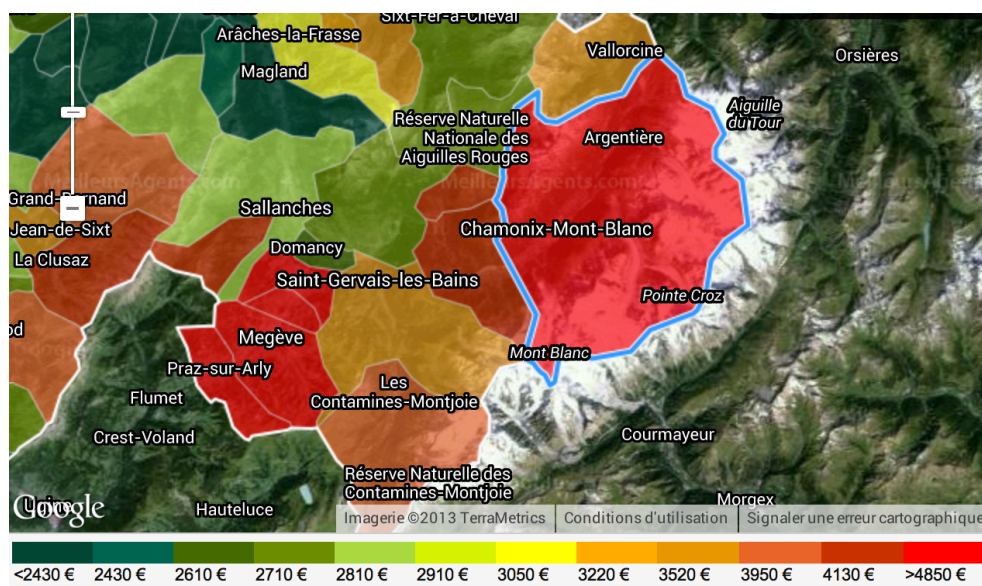 Sixt-Fer-à-Cheval
Arâches-la-Frasse
Vallorcine
Orsières
Magland
Aiguille
du Tour
Réserve Naturelle
Nationale des
Aiguilles Rouges
Argentière
MeilleursAgents.com
Grand-Bornand
Sallanches
Jean-de-Sixt
Chamonix-Mont-Blanc
Domancy
La Clusaz
Saint-Gervais-les-Bains
Pointe Croz
Megève
Mont Blanc
Praz-sur-Arly
Les
Contamines-Montjoie
Flumet
Crest-Voland
Courmayeur
Réserve Naturelle des
Contamines-Montjoie
Morgex
Google
Hauteluce
Imagerie ©2013 TerraMetrics
Conditions d'utilisation
Signaler une erreur cartographique
<2430 € 2430 € 2610 € 2710 € 2810 € 2910 € 3050 € 3220 € 3520 € 3950 € 4130 € >4850 €